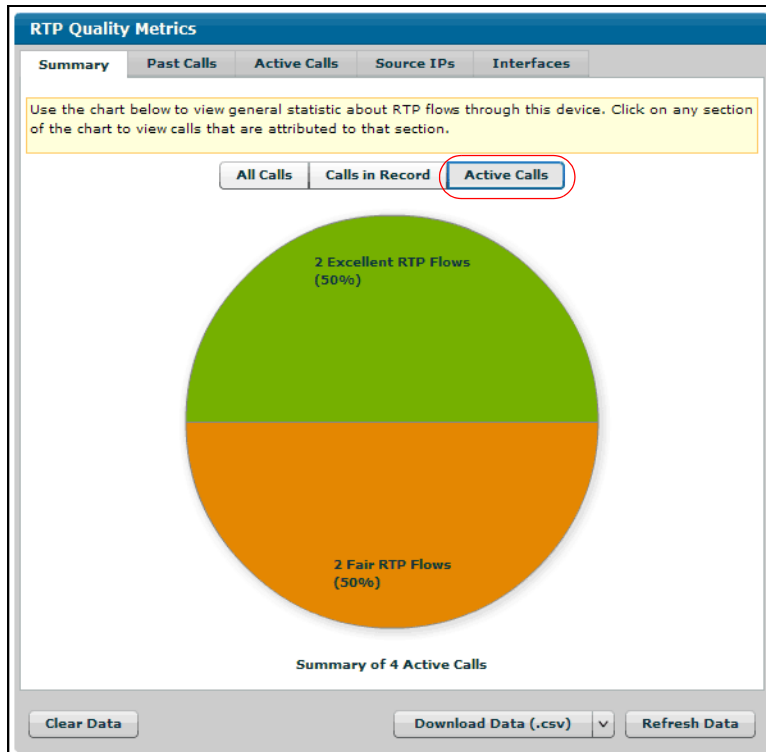 RTP Quality Metrics
Summary Past Calls Active Calls Source IPs Interfaces
Use the chart below to view general statistic about RTP flows through this device. Click on any section
of the chart to view calls that are attributed to that section.
All Calls Calls in Record Active Calls
2 Excellent RTP Flows
(50%)
2 Fair RTP Flows
(50%)
Summary of 4 Active Calls
Clear Data Download Data (.csv) Refresh Data